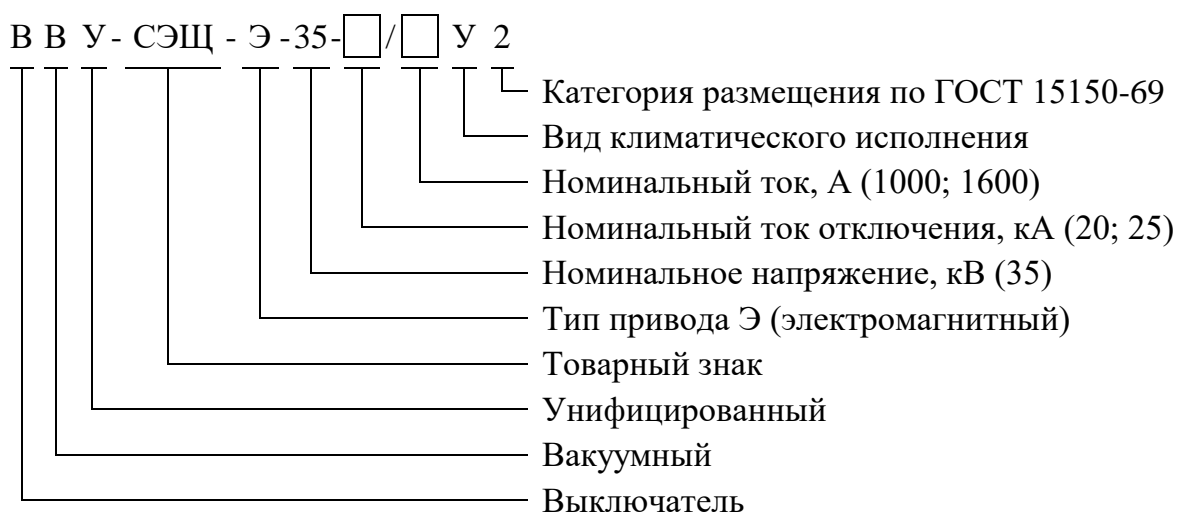 В В У - СЭЩ - Э -35-□/□ У 2
Категория размещения по ГОСТ 15150-69
Вид климатического исполнения
Номинальный ток, А (1000; 1600)
Номинальный ток отключения, кА (20; 25)
Номинальное напряжение, кВ (35)
Тип привода Э (электромагнитный)
Товарный знак
Унифицированный
Вакуумный
Выключатель